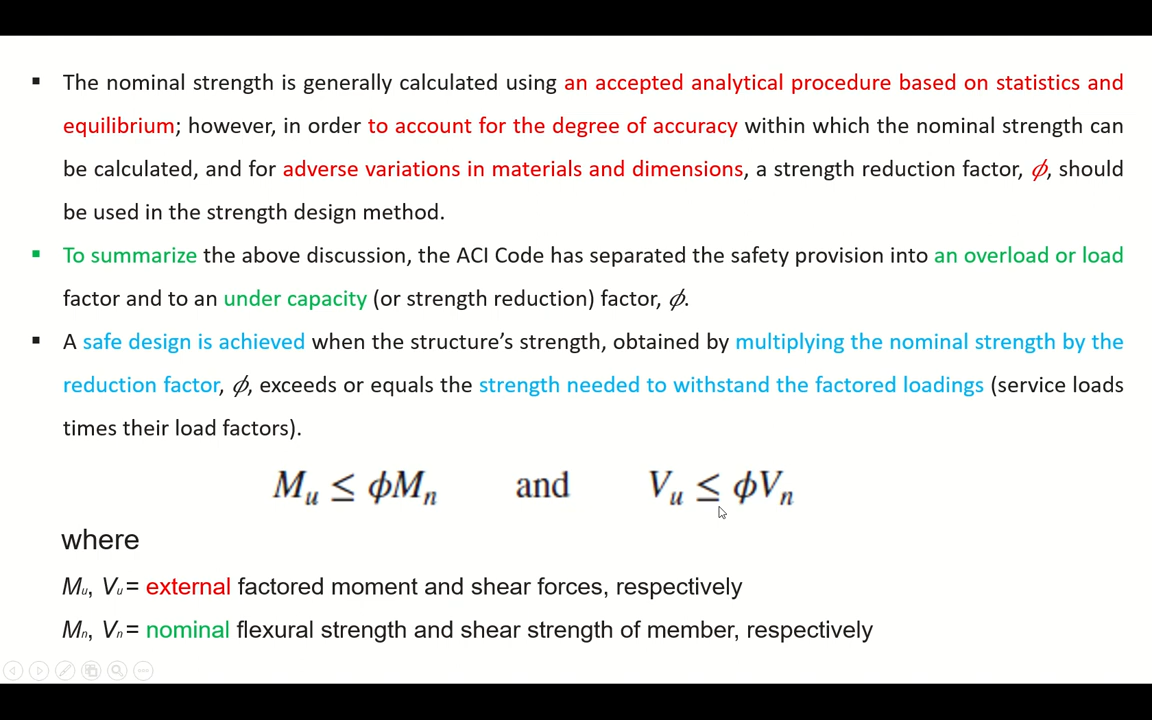 ▪ The nominal strength is generally calculated using an accepted analytical procedure based on statistics and
equilibrium; however, in order to account for the degree of accuracy within which the nominal strength can
be calculated, and for adverse variations in materials and dimensions, a strength reduction factor, ϕ, should
be used in the strength design method.
▪ To summarize the above discussion, the ACI Code has separated the safety provision into an overload or load
factor and to an under capacity (or strength reduction) factor, ϕ.
▪ A safe design is achieved when the structure’s strength, obtained by multiplying the nominal strength by the
reduction factor, ϕ, exceeds or equals the strength needed to withstand the factored loadings (service loads
times their load factors).
Mu ≤ ϕMn and Vu ≤ ϕVn
where
Mu, Vu = external factored moment and shear forces, respectively
Mn, Vn = nominal flexural strength and shear strength of member, respectively